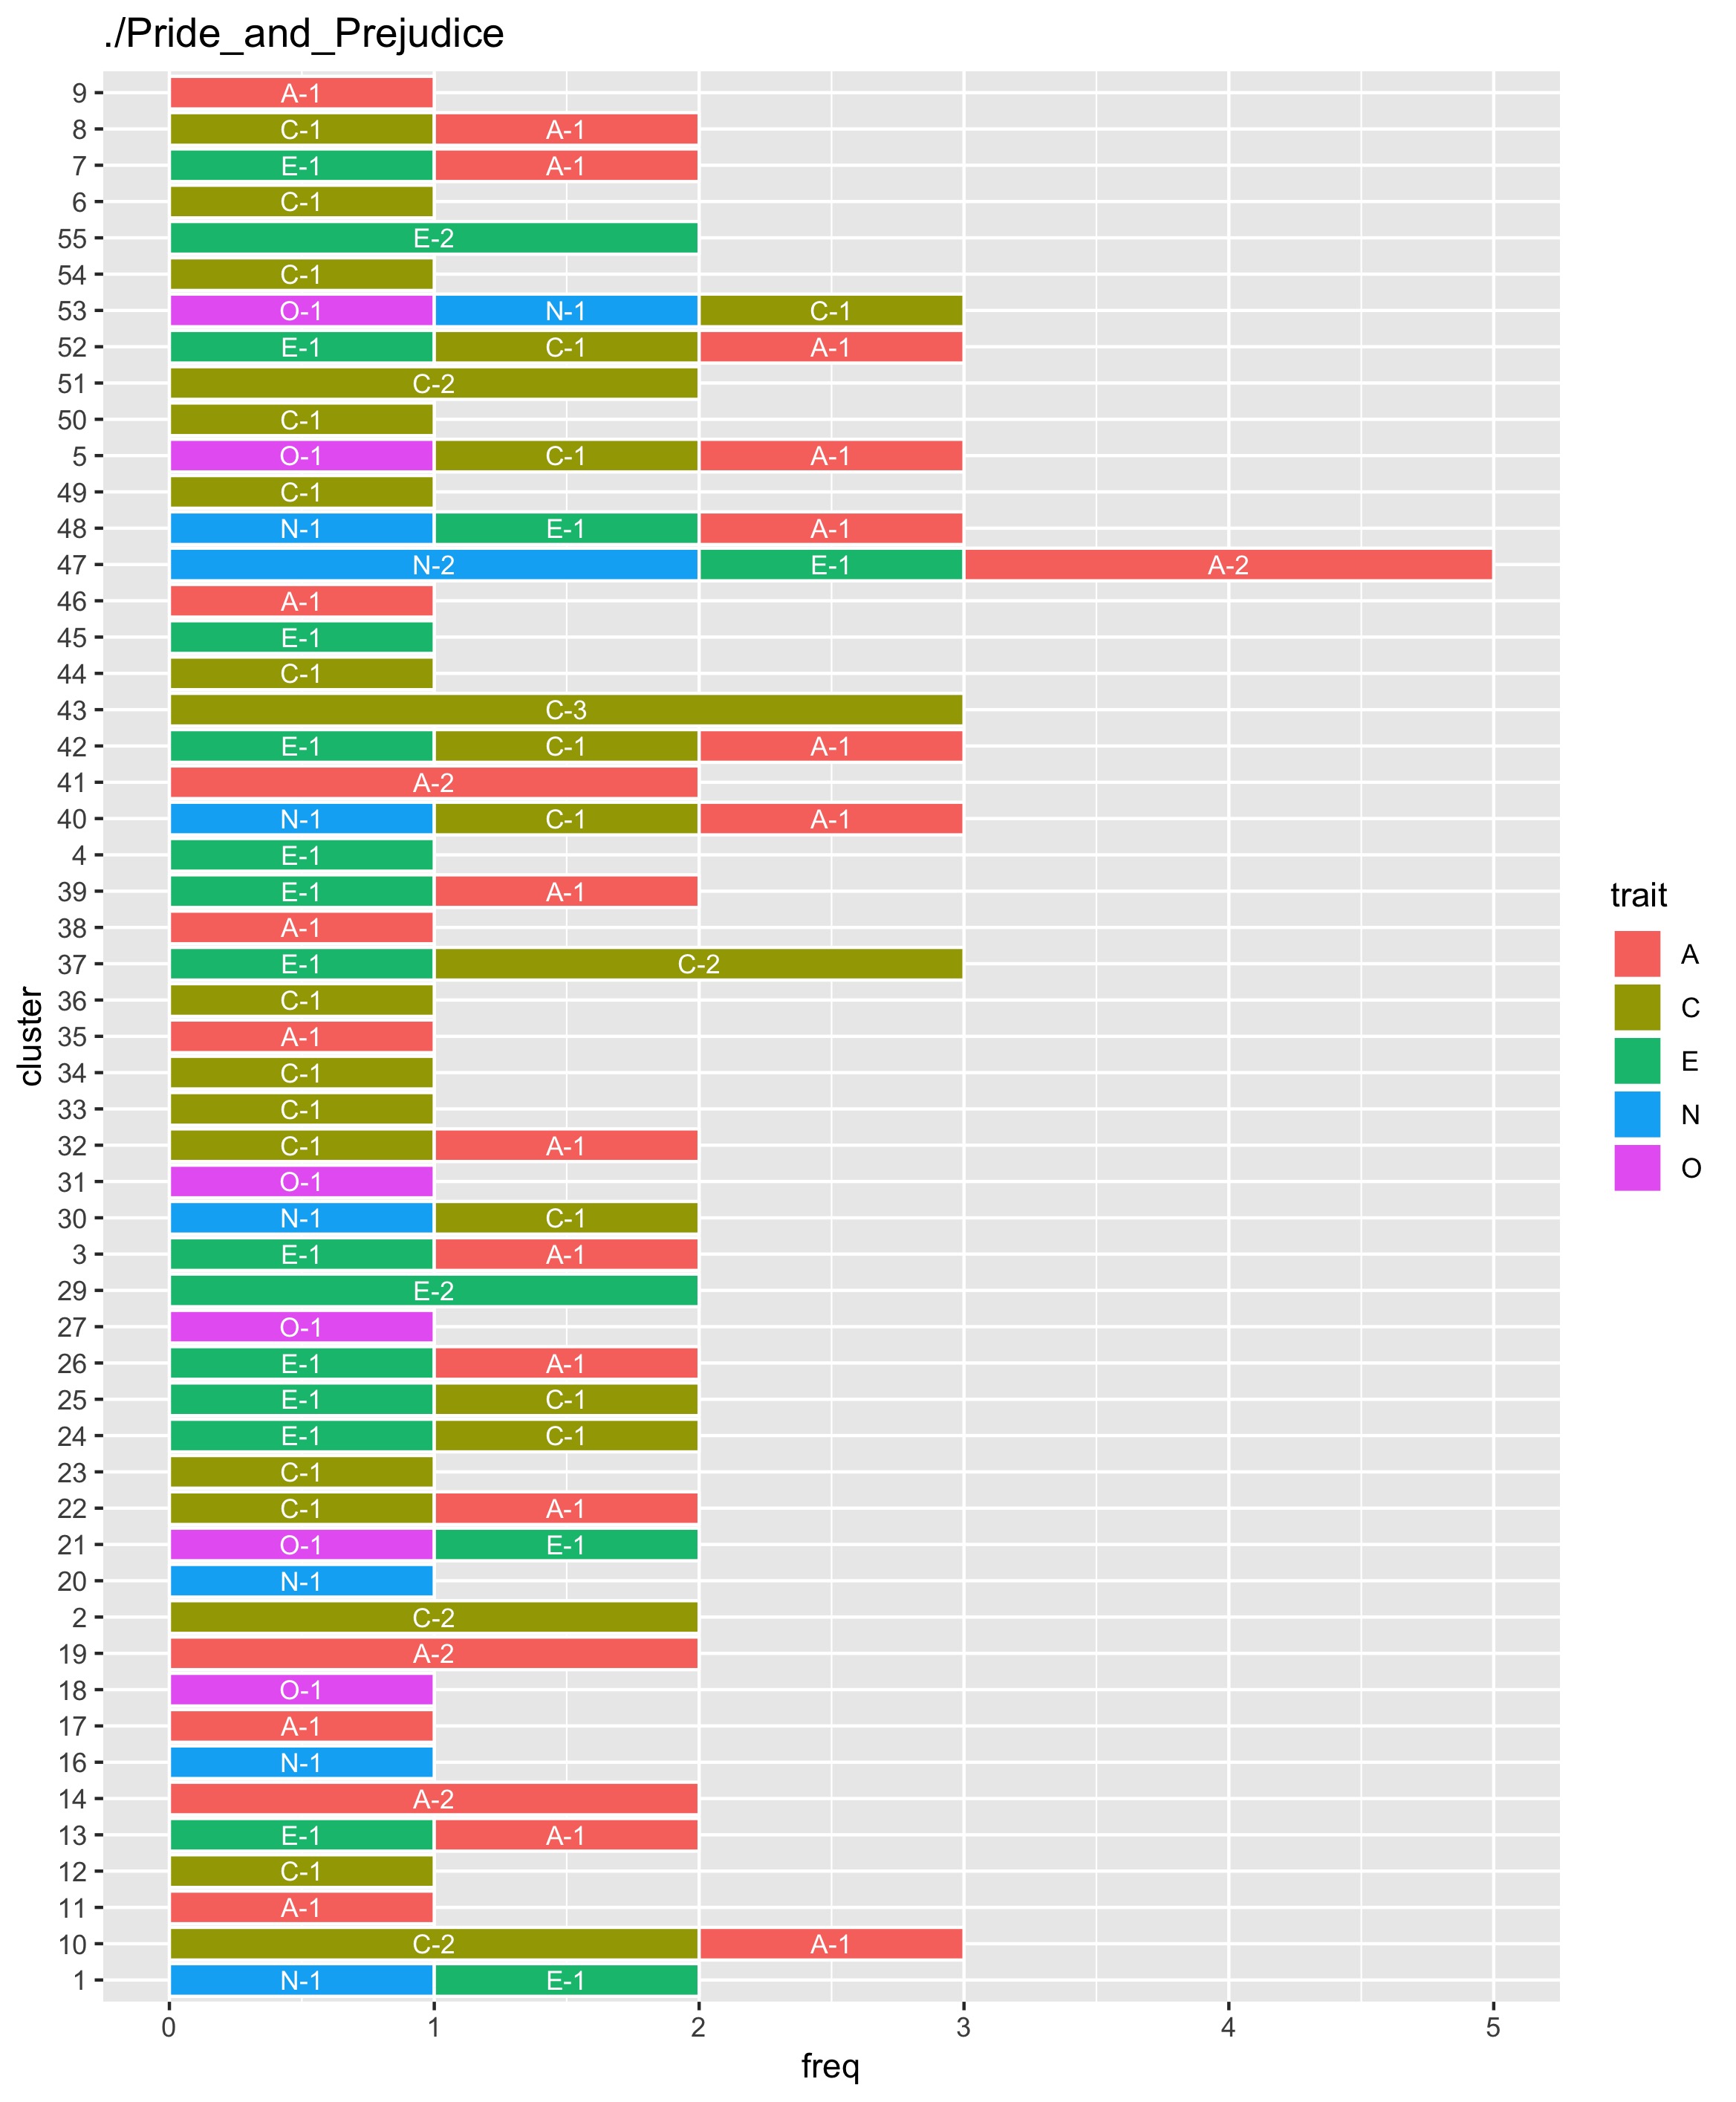 ./Pride_and_Prejudice
9 A-1
8 C-1 A-1
7 E-1 A-1
6 C-1
55 E-2
54 C-1
53 O-1 N-1 C-1
52 E-1 C-1 A-1
51 C-2
50 C-1
5 O-1 C-1 A-1
49 C-1
48 N-1 E-1 A-1
47 N-2 E-1 A-2
46 A-1
45 E-1
44 C-1
43 C-3
42 E-1 C-1 A-1
41 A-2
40 N-1 C-1 A-1
4 E-1
39 E-1 A-1
38 A-1
37 E-1 C-2
36 C-1
35 A-1
34 C-1
33 C-1
32 C-1 A-1
31 O-1
30 N-1 C-1
3 E-1 A-1
29 E-2
27 O-1
26 E-1 A-1
25 E-1 C-1
24 E-1 C-1
23 C-1
22 C-1 A-1
21 O-1 E-1
20 N-1
2 C-2
19 A-2
18 O-1
17 A-1
16 N-1
14 A-2
13 E-1 A-1
12 C-1
11 A-1
10 C-2 A-1
1 N-1 E-1
0 1 2 3 4 5
freq
cluster
trait
A
C
E
N
O